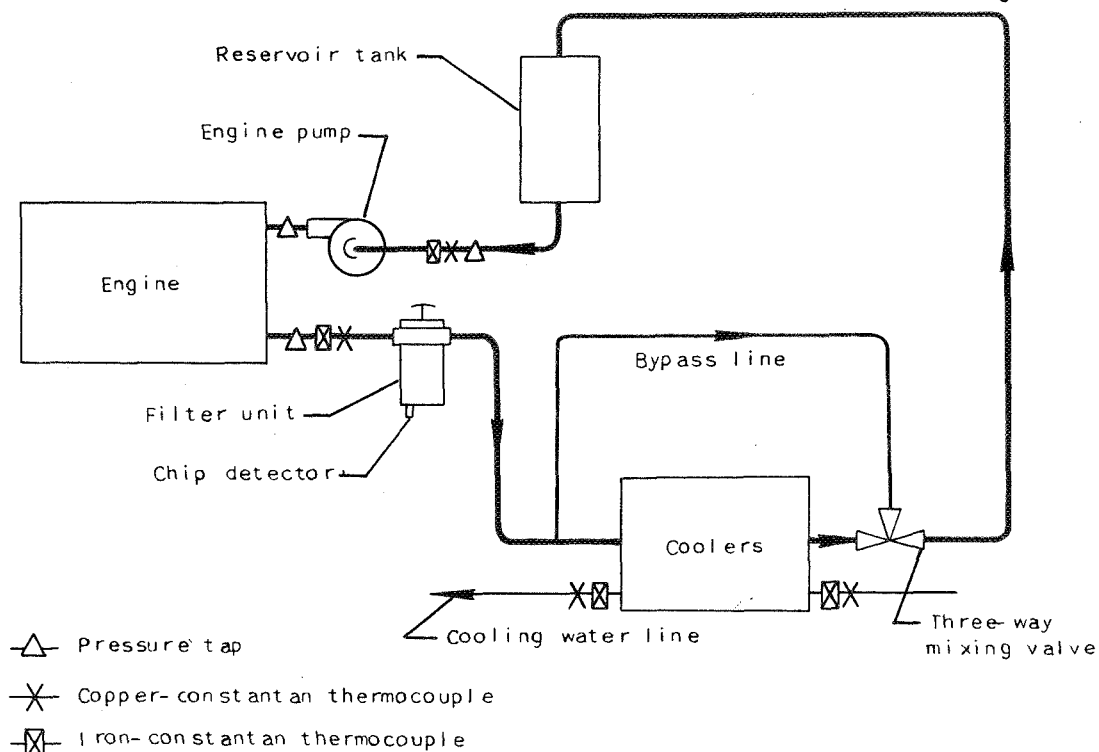 Reservoir tank
Engine pump
Engine
Bypass line
Filter unit
Chip detector
Coolers
Cooling water line
Three-way
mixing valve
Pressure tap
Copper-constantan thermocouple
Iron-constantan thermocouple